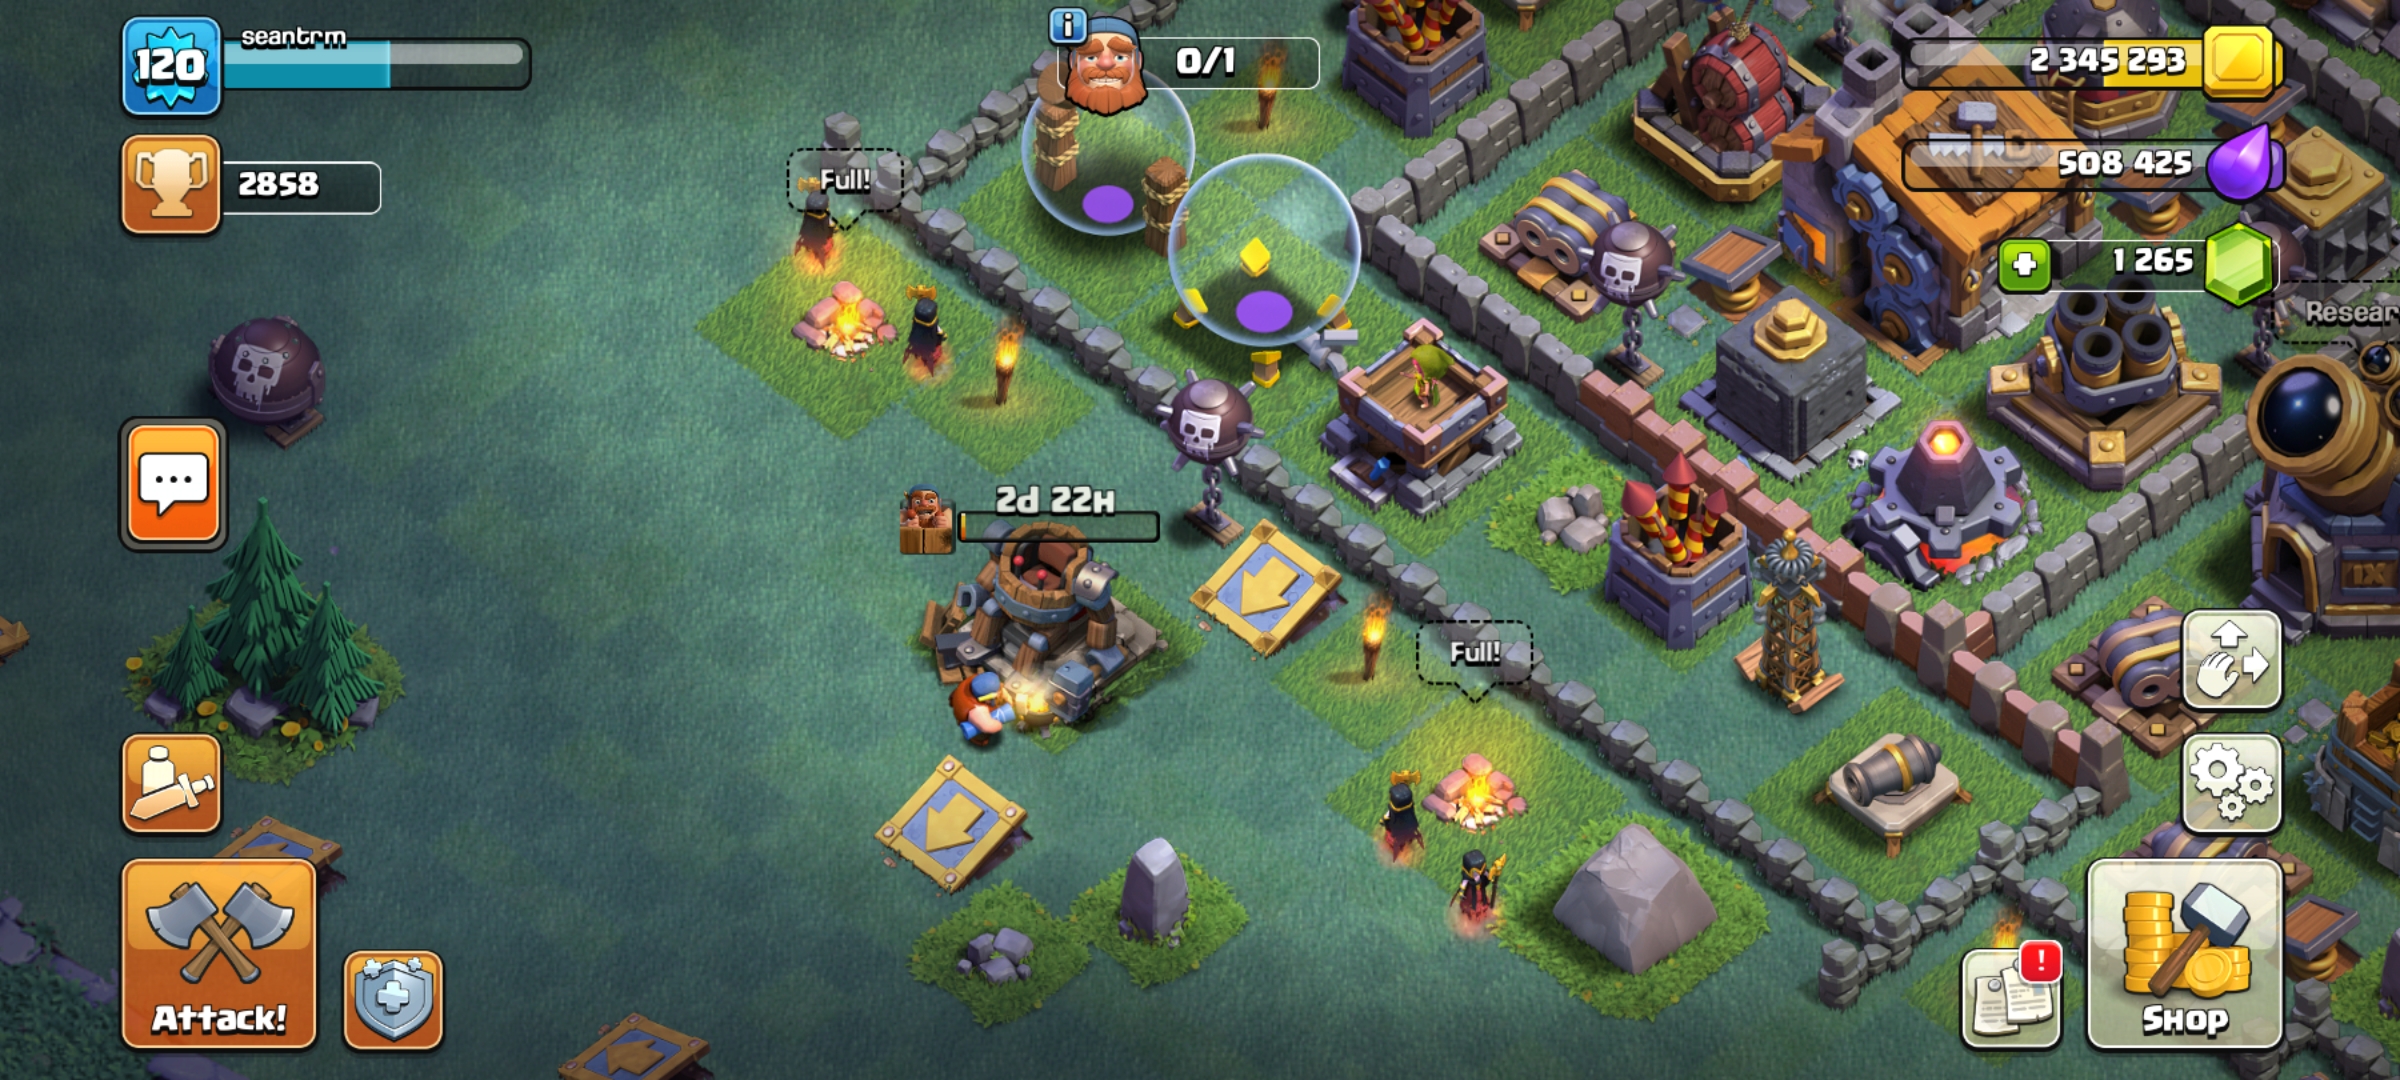 120
seantrm
i
0/1
2 345 293
2858
Full!
508 425
1 265
Resear
2d 22H
Full!
IX
Attack!
!
Shop